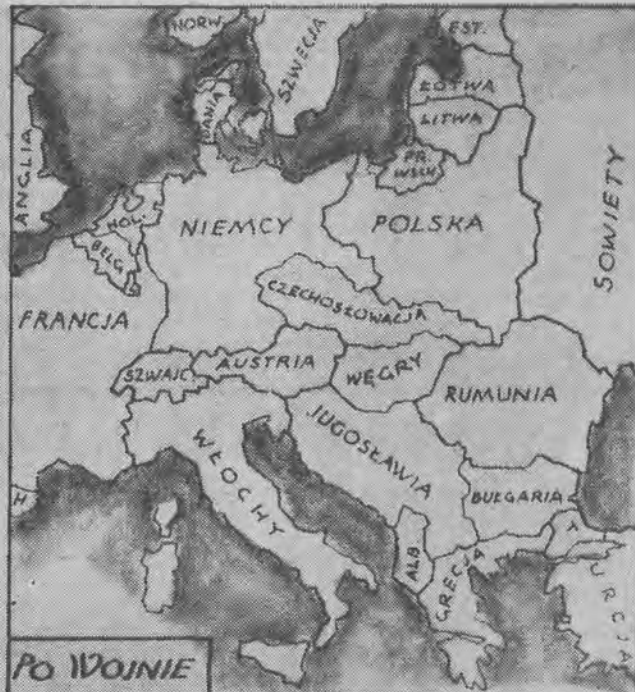 NORW.
SZWECJA
EST.
ŁOTWA
LITWA
DANIA
PR. WSCH.
ANGLIA
HOL.
BELG.
NIEMCY
POLSKA
SOWIETY
FRANCJA
CZECHOSŁOWACJA
SZWAJC.
AUSTRIA
WĘGRY
RUMUNIA
WŁOCHY
JUGOSŁAWIA
H
BUŁGARIA
ALB.
GRECJA
T
URCJA
PO WOJNIE